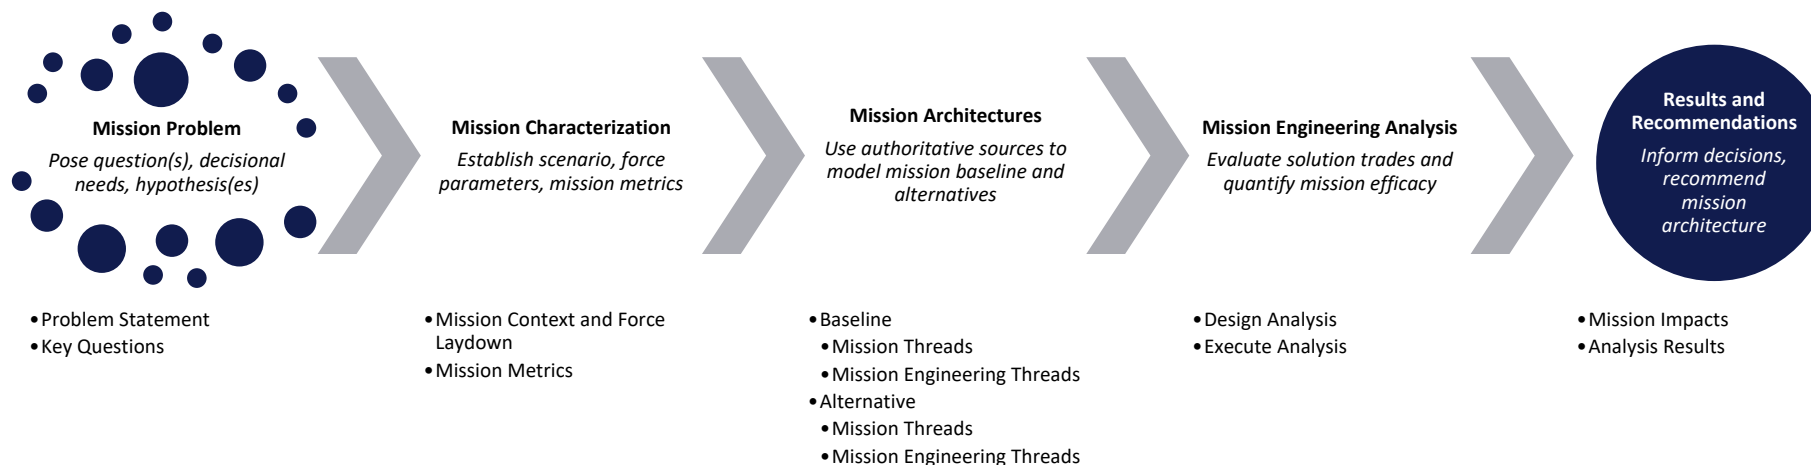 Mission Problem
Pose question(s), decisional
needs, hypothesis(es)
•Problem Statement
•Key Questions
Mission Characterization
Establish scenario, force
parameters, mission metrics
•Mission Context and Force
Laydown
•Mission Metrics
Mission Architectures
Use authoritative sources to
model mission baseline and
alternatives
•Baseline
•Mission Threads
•Mission Engineering Threads
•Alternative
•Mission Threads
•Mission Engineering Threads
Mission Engineering Analysis
Evaluate solution trades and
quantify mission efficacy
•Design Analysis
•Execute Analysis
Results and
Recommendations
Inform decisions,
recommend
mission
architecture
•Mission Impacts
•Analysis Results